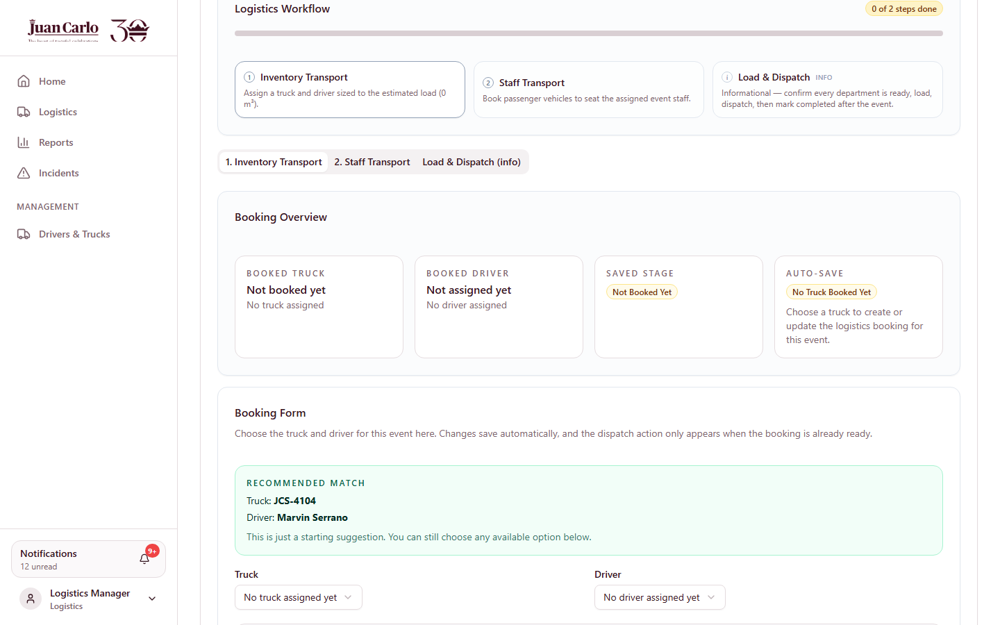 Juan Carlo 30
Home
Logistics
Reports
Incidents
MANAGEMENT
Drivers & Trucks
Notifications
12 unread
9+
Logistics Manager
Logistics
Logistics Workflow
0 of 2 steps done
1 Inventory Transport
Assign a truck and driver sized to the estimated load (0
m³).
2 Staff Transport
Book passenger vehicles to seat the assigned event staff.
i Load & Dispatch INFO
Informational — confirm every department is ready, load,
dispatch, then mark completed after the event.
1. Inventory Transport 2. Staff Transport Load & Dispatch (info)
Booking Overview
BOOKED TRUCK
Not booked yet
No truck assigned
BOOKED DRIVER
Not assigned yet
No driver assigned
SAVED STAGE
Not Booked Yet
AUTO-SAVE
No Truck Booked Yet
Choose a truck to create or
update the logistics booking for
this event.
Booking Form
Choose the truck and driver for this event here. Changes save automatically, and the dispatch action only appears when the booking is already ready.
RECOMMENDED MATCH
Truck: JCS-4104
Driver: Marvin Serrano
This is just a starting suggestion. You can still choose any available option below.
Truck
No truck assigned yet
Driver
No driver assigned yet